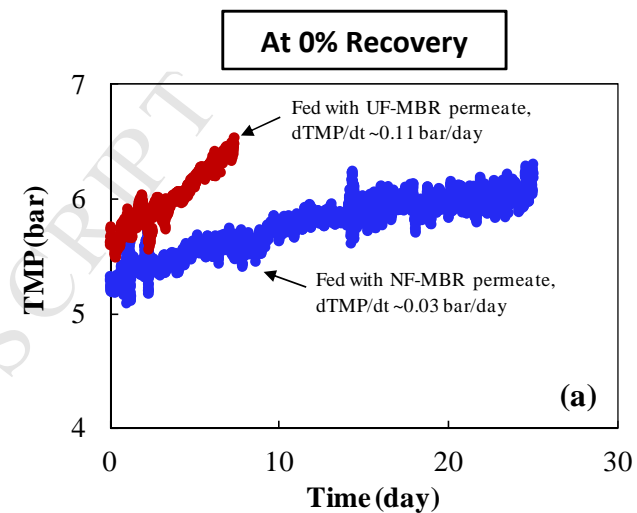 At 0% Recovery
7
Fed with UF-MBR permeate,
dTMP/dt ~0.11 bar/day
6
TMP (bar)
Fed with NF-MBR permeate,
dTMP/dt ~0.03 bar/day
5
SCRIPT
(a)
4
0 10 20 30
Time (day)